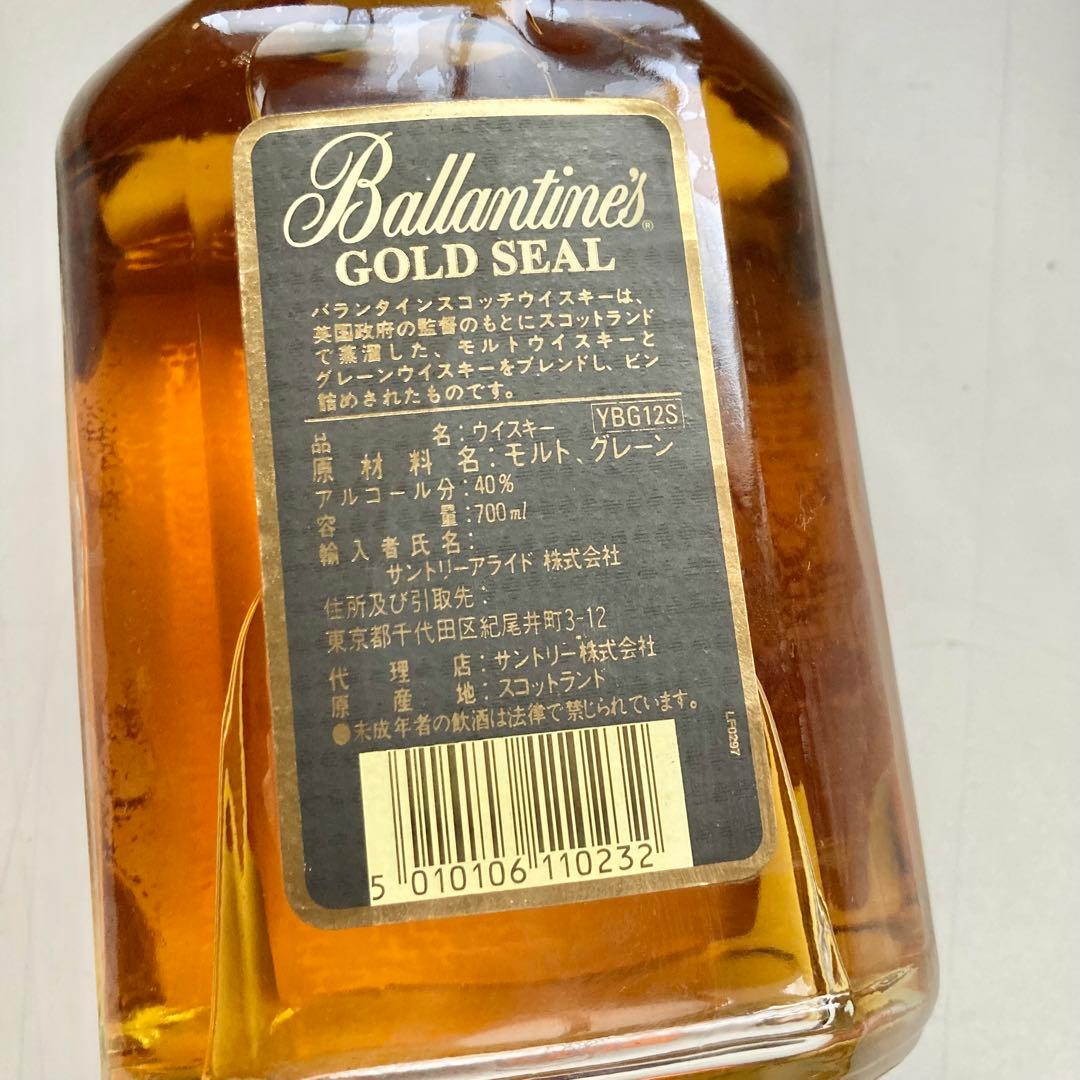 Ballantine's®
GOLD SEAL
バランタインスコッチウイスキーは、
英国政府の監督のもとにスコットランド
で蒸溜した、モルトウイスキーと
グレーンウイスキーをブレンドし、ビン
詰めされたものです。
YBG12S
品名:ウイスキー
原材料名:モルト、グレーン
アルコール分:40%
容量:700ml
輸入者氏名:
サントリーアライド 株式会社
住所及び引取先:
東京都千代田区紀尾井町3-12
代理店:サントリー株式会社
原産地:スコットランド
●未成年者の飲酒は法律で禁じられています。
LF0297
5 010106 110232